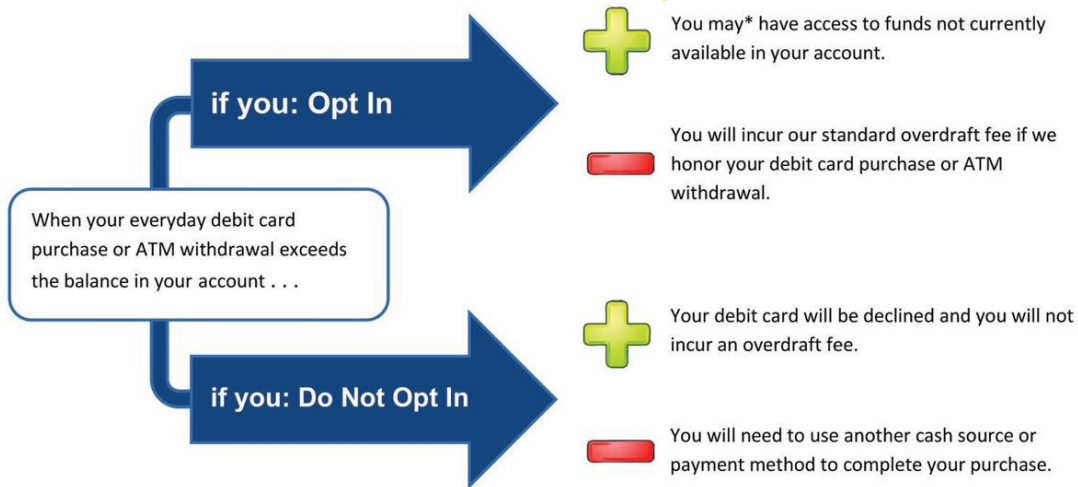 You may* have access to funds not currently
available in your account.
if you: Opt In
You will incur our standard overdraft fee if we
honor your debit card purchase or ATM
withdrawal.
When your everyday debit card
purchase or ATM withdrawal exceeds
the balance in your account . . .
Your debit card will be declined and you will not
incur an overdraft fee.
if you: Do Not Opt In
You will need to use another cash source or
payment method to complete your purchase.